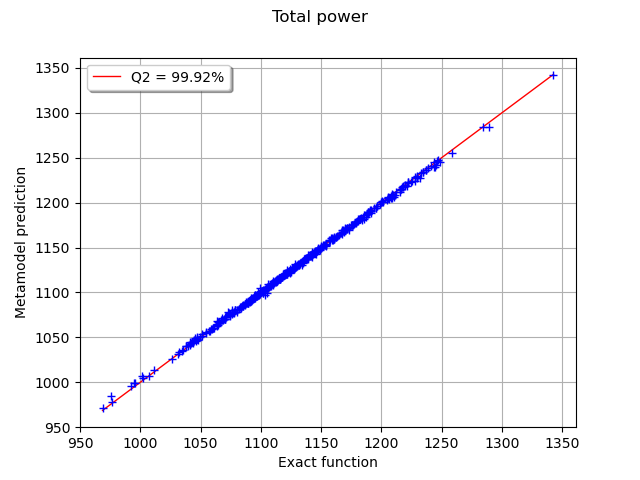 Total power
Q2 = 99.92%
1350
1300
1250
1200
1150
1100
1050
1000
950
Metamodel prediction
950 1000 1050 1100 1150 1200 1250 1300 1350
Exact function